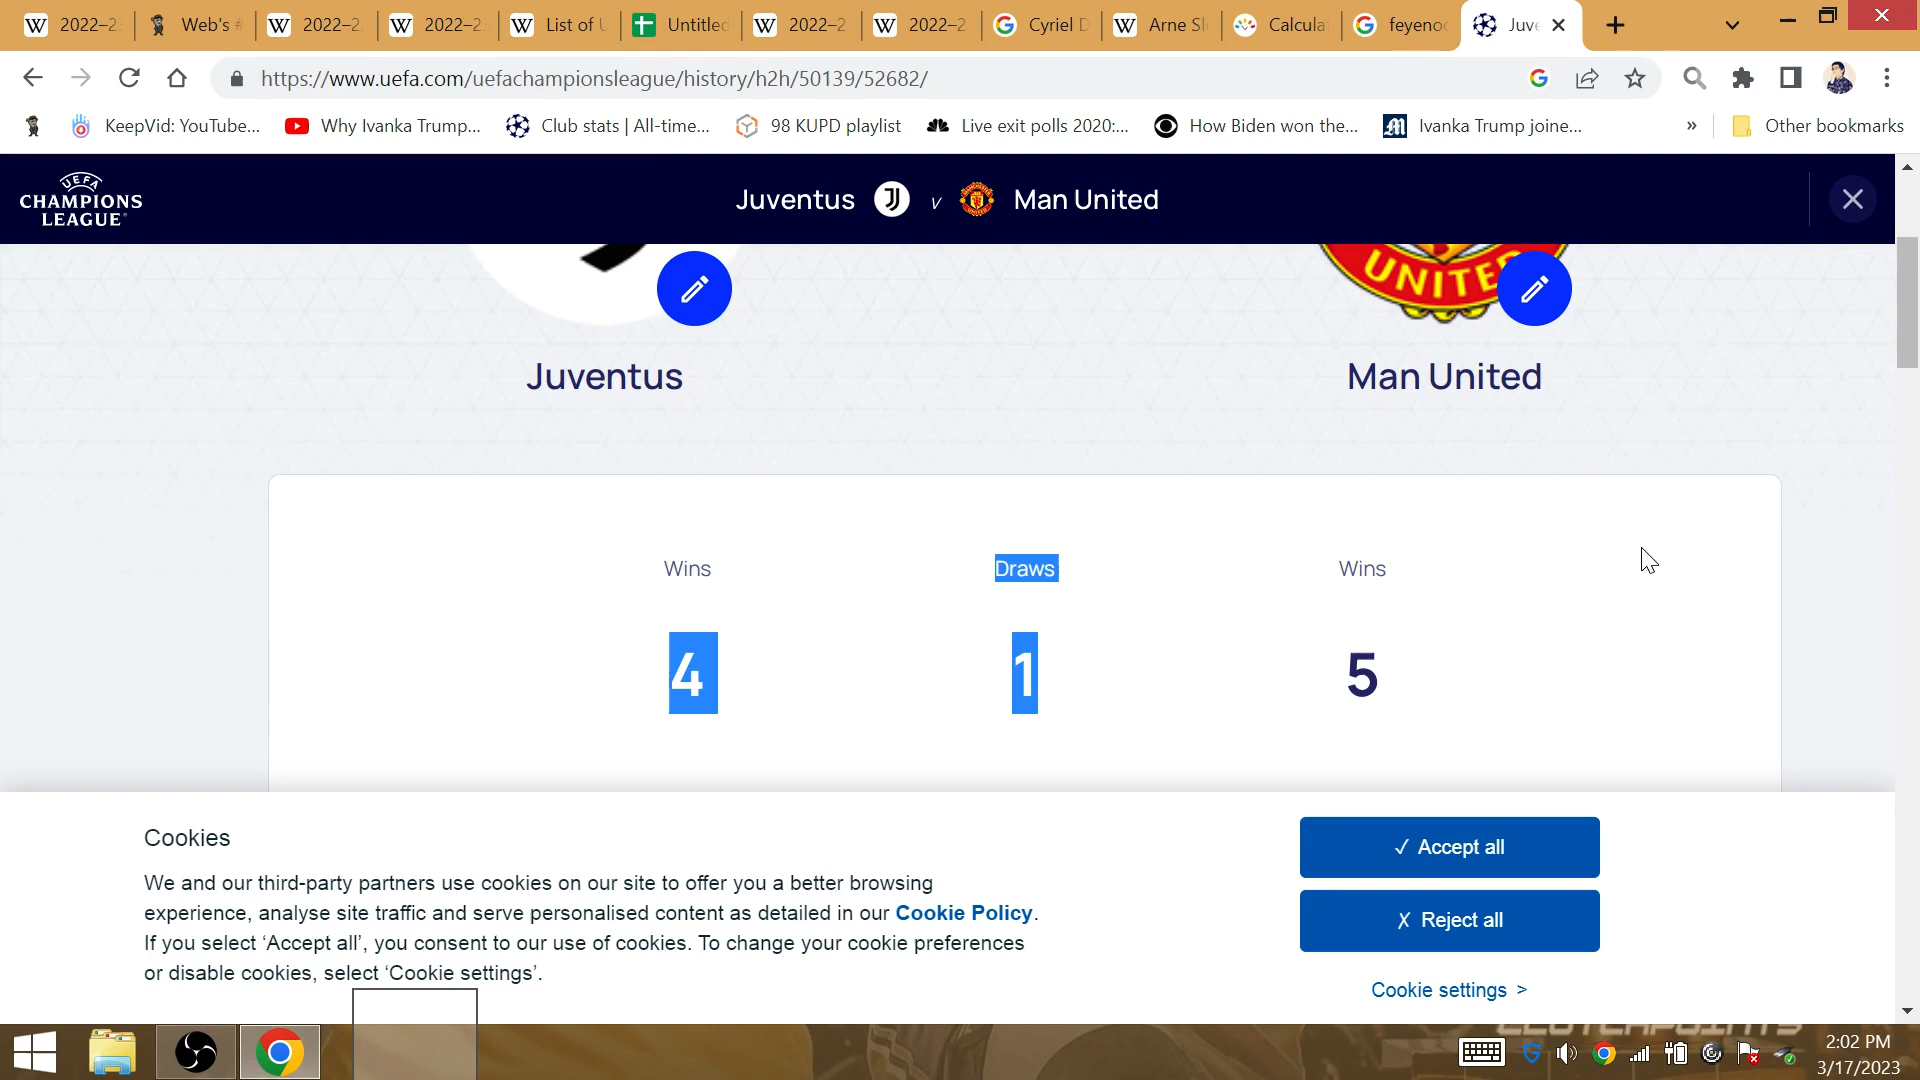 2022–2 Web's # 2022–2 2022–2 List of U Untitled 2022–2 2022–2 Cyriel D Arne Sl Calcula feyenoo Juve
https://www.uefa.com/uefachampionsleague/history/h2h/50139/52682/
KeepVid: YouTube... Why Ivanka Trump... Club stats | All-time... 98 KUPD playlist Live exit polls 2020:... How Biden won the... Ivanka Trump joine... » Other bookmarks
UEFA
CHAMPIONS
LEAGUE
Juventus v Man United
UNITED
Juventus Man United
Wins Draws Wins
4 1 5
Cookies
We and our third-party partners use cookies on our site to offer you a better browsing
experience, analyse site traffic and serve personalised content as detailed in our Cookie Policy.
If you select ‘Accept all’, you consent to our use of cookies. To change your cookie preferences
or disable cookies, select ‘Cookie settings’.
✓ Accept all
✗ Reject all
Cookie settings >
CLUTCHPOINTS
2:02 PM
3/17/2023